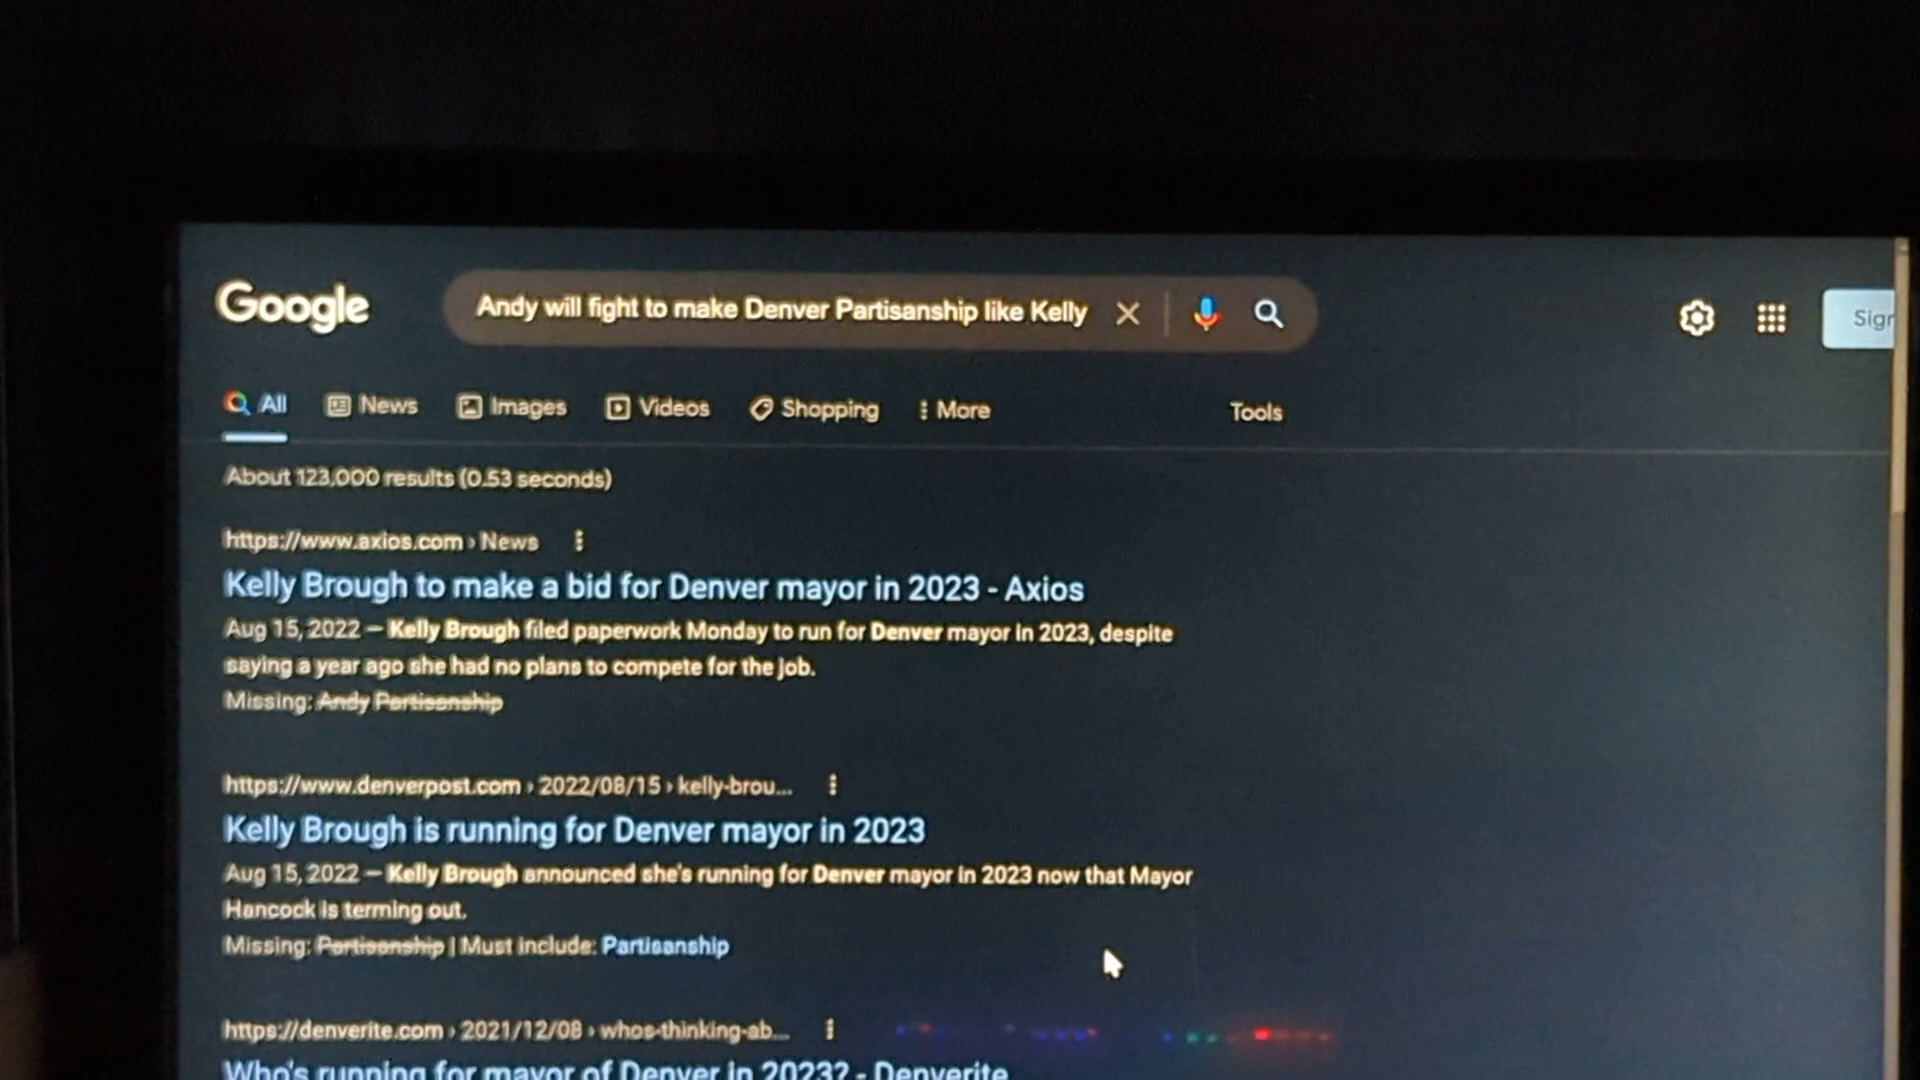 Google
Andy will fight to make Denver Partisanship like Kelly
Sign
All News Images Videos Shopping More Tools
About 123,000 results (0.53 seconds)
https://www.axios.com › News
Kelly Brough to make a bid for Denver mayor in 2023 - Axios
Aug 15, 2022 — Kelly Brough filed paperwork Monday to run for Denver mayor in 2023, despite
saying a year ago she had no plans to compete for the job.
Missing: Andy Partisanship
https://www.denverpost.com › 2022/08/15 › kelly-brou...
Kelly Brough is running for Denver mayor in 2023
Aug 15, 2022 — Kelly Brough announced she's running for Denver mayor in 2023 now that Mayor
Hancock is terming out.
Missing: Partisanship | Must include: Partisanship
https://denverite.com › 2021/12/08 › whos-thinking-ab...
Who's running for mayor of Denver in 2023? - Denverite